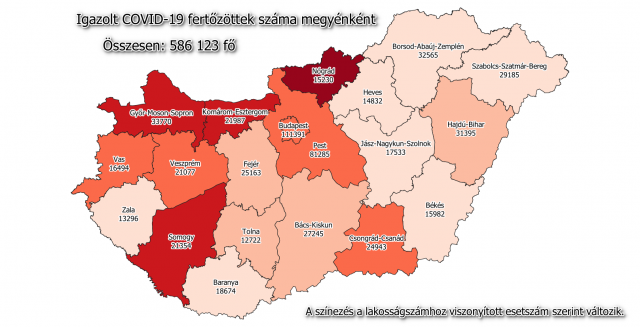 Igazolt COVID-19 fertőzöttek száma megyénként
Összesen: 586 123 fő
Borsod-Abaúj-Zemplén
32565
Szabolcs-Szatmár-Bereg
29185
Nógrád
15230
Heves
14832
Győr-Moson-Sopron
33770
Komárom-Esztergom
21987
Budapest
111391
Hajdú-Bihar
31395
Pest
81285
Jász-Nagykun-Szolnok
17533
Vas
16494
Veszprém
21077
Fejér
25163
Zala
13296
Békés
15982
Somogy
21354
Tolna
12722
Bács-Kiskun
27245
Csongrád-Csanád
24943
Baranya
18674
A színezés a lakosságszámhoz viszonyított esetszám szerint változik.